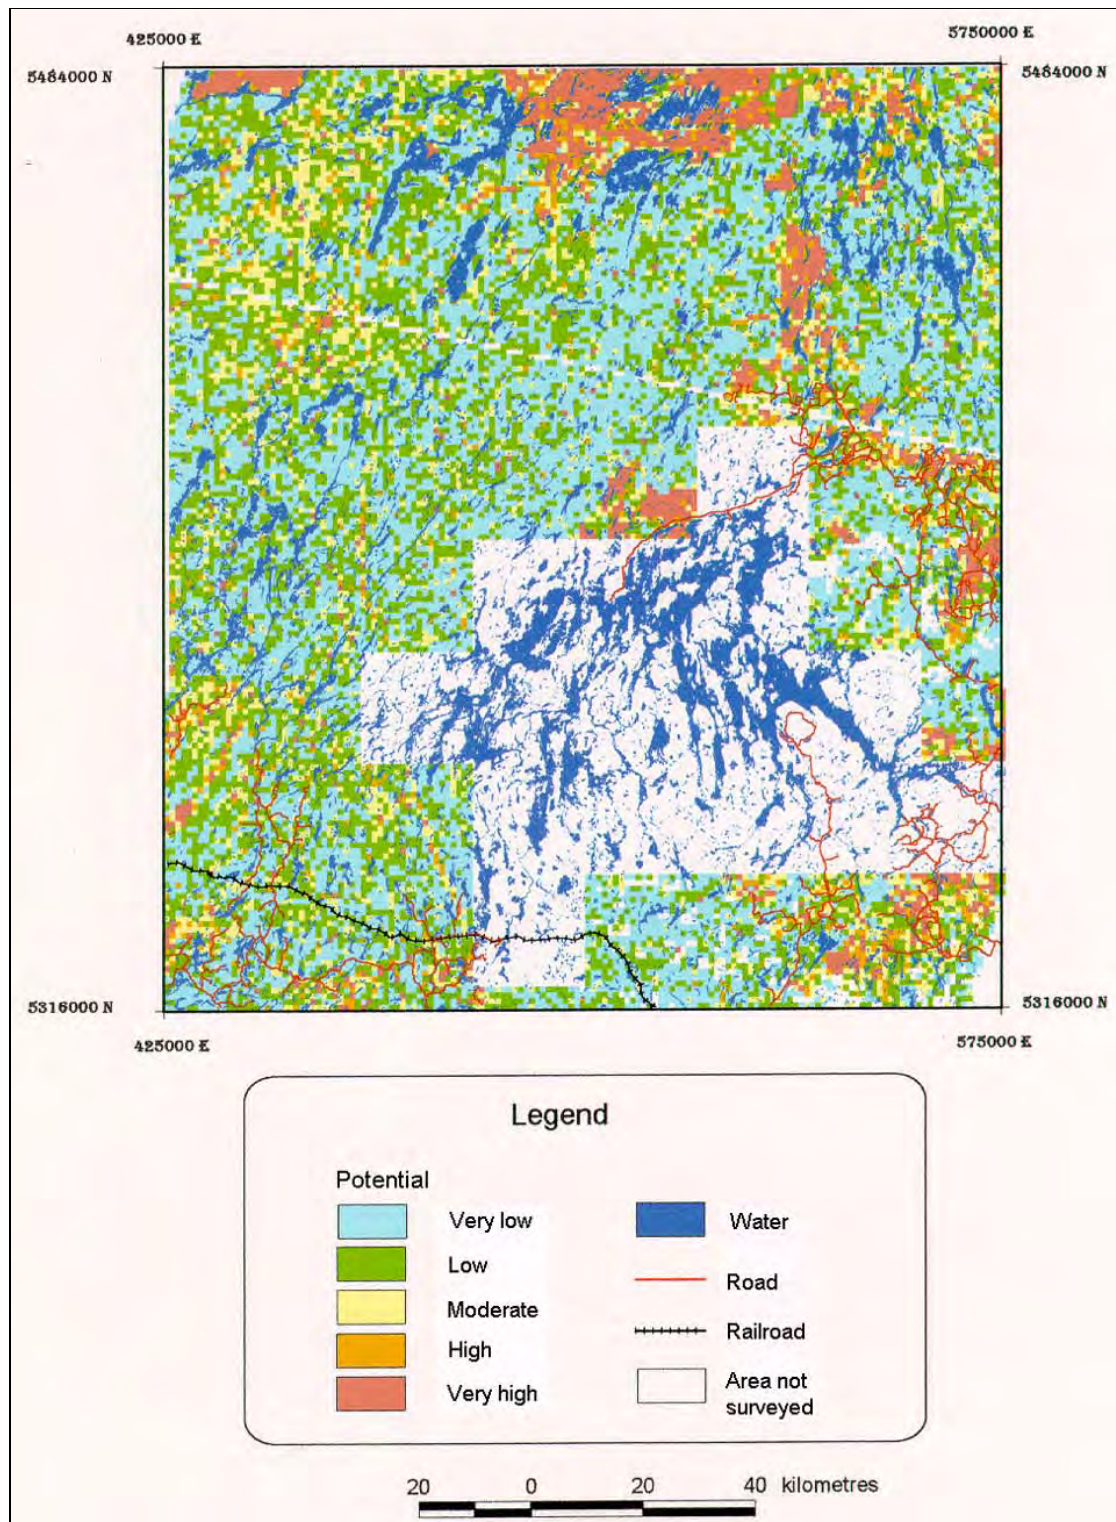 425000 E
5750000 E
5484000 N
5484000 N
5316000 N
5316000 N
425000 E
575000 E
Legend
Potential
Very low
Low
Moderate
High
Very high
Water
Road
Railroad
Area not
surveyed
20 0 20 40 kilometres